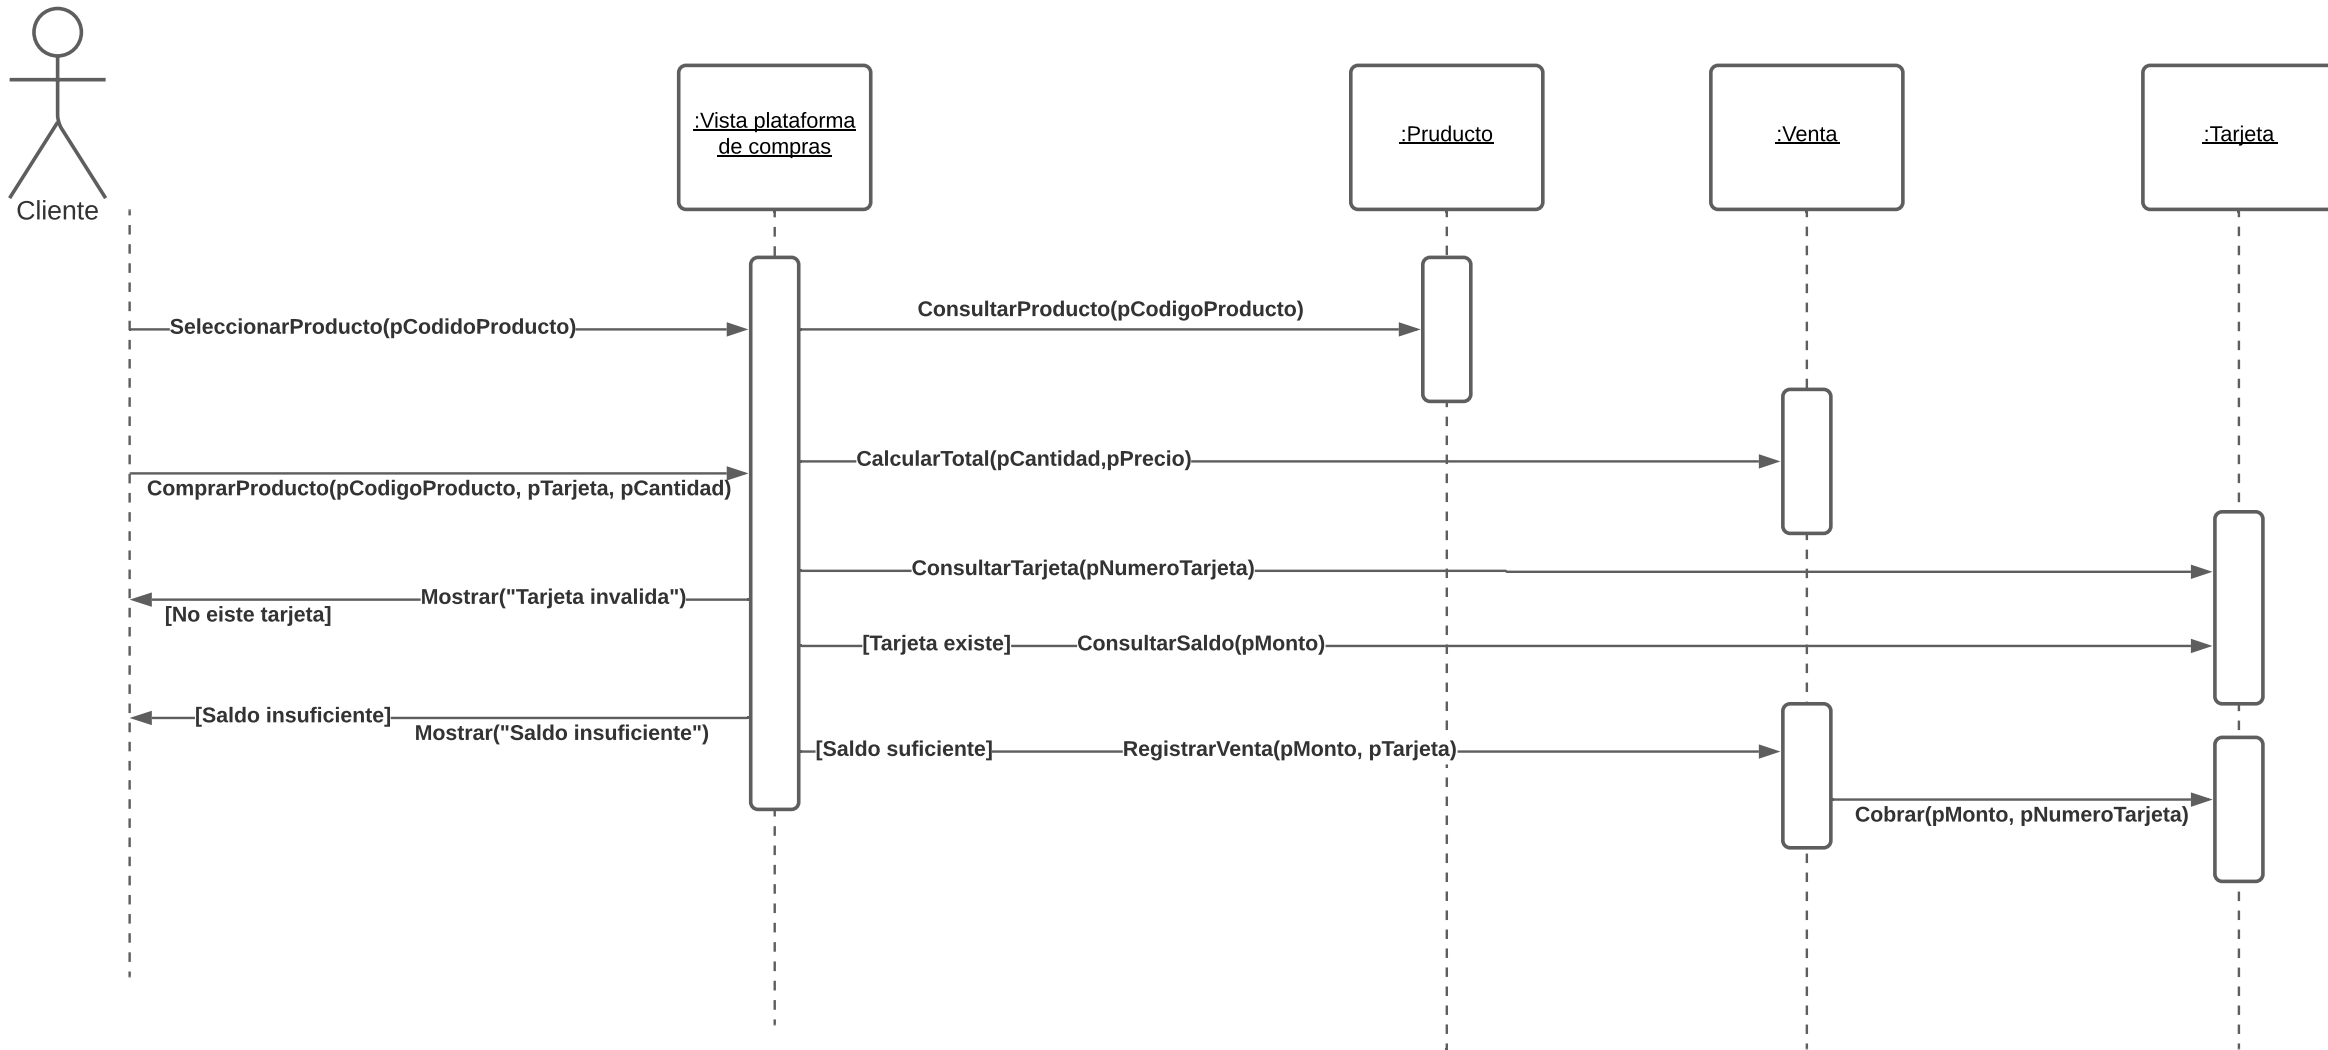 Cliente
:Vista plataforma
de compras
:Pruducto
:Venta
:Tarjeta
SeleccionarProducto(pCodidoProducto)
ConsultarProducto(pCodigoProducto)
CalcularTotal(pCantidad,pPrecio)
ComprarProducto(pCodigoProducto, pTarjeta, pCantidad)
ConsultarTarjeta(pNumeroTarjeta)
Mostrar("Tarjeta invalida")
[No eiste tarjeta]
[Tarjeta existe]
ConsultarSaldo(pMonto)
[Saldo insuficiente]
Mostrar("Saldo insuficiente")
[Saldo suficiente]
RegistrarVenta(pMonto, pTarjeta)
Cobrar(pMonto, pNumeroTarjeta)